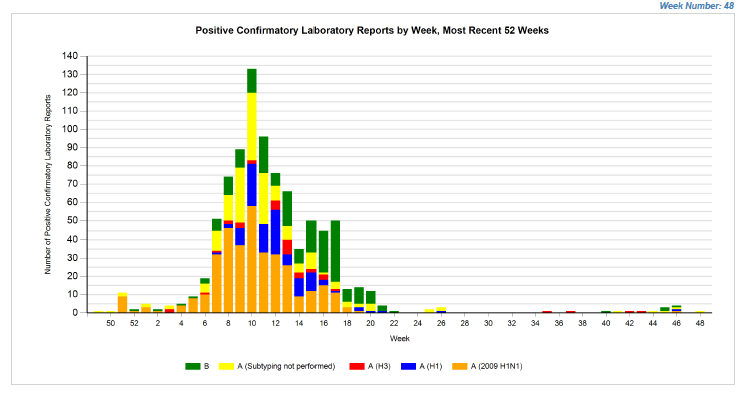 Week Number: 48
Positive Confirmatory Laboratory Reports by Week, Most Recent 52 Weeks
Number of Positive Confirmatory Laboratory Reports
140
130
120
110
100
90
80
70
60
50
40
30
20
10
0
50 52 2 4 6 8 10 12 14 16 18 20 22 24 26 28 30 32 34 36 38 40 42 44 46 48
Week
B A (Subtyping not performed) A (H3) A (H1) A (2009 H1N1)